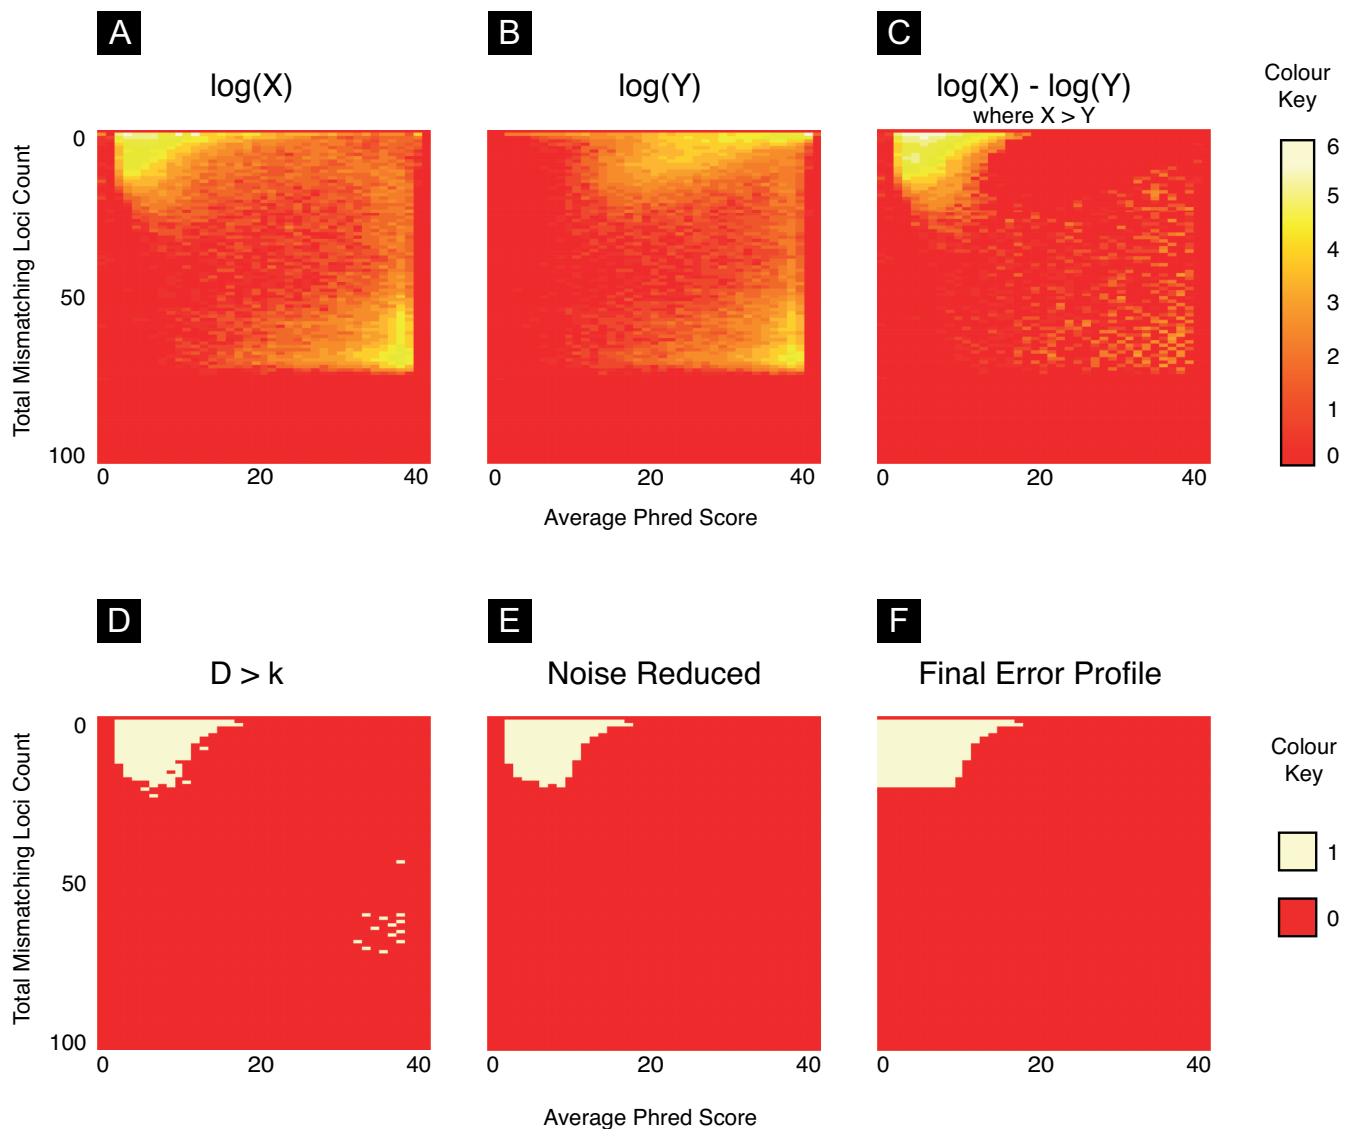 A
B
C
log(X)
log(Y)
log(X) - log(Y)
where X > Y
Colour
Key
Total Mismatching Loci Count
0
50
100
0 20 40
0 20 40
0 20 40
6
5
4
3
2
1
0
Average Phred Score
D
E
F
D > k
Noise Reduced
Final Error Profile
Colour
Key
Total Mismatching Loci Count
0
50
100
0 20 40
0 20 40
0 20 40
1
0
Average Phred Score